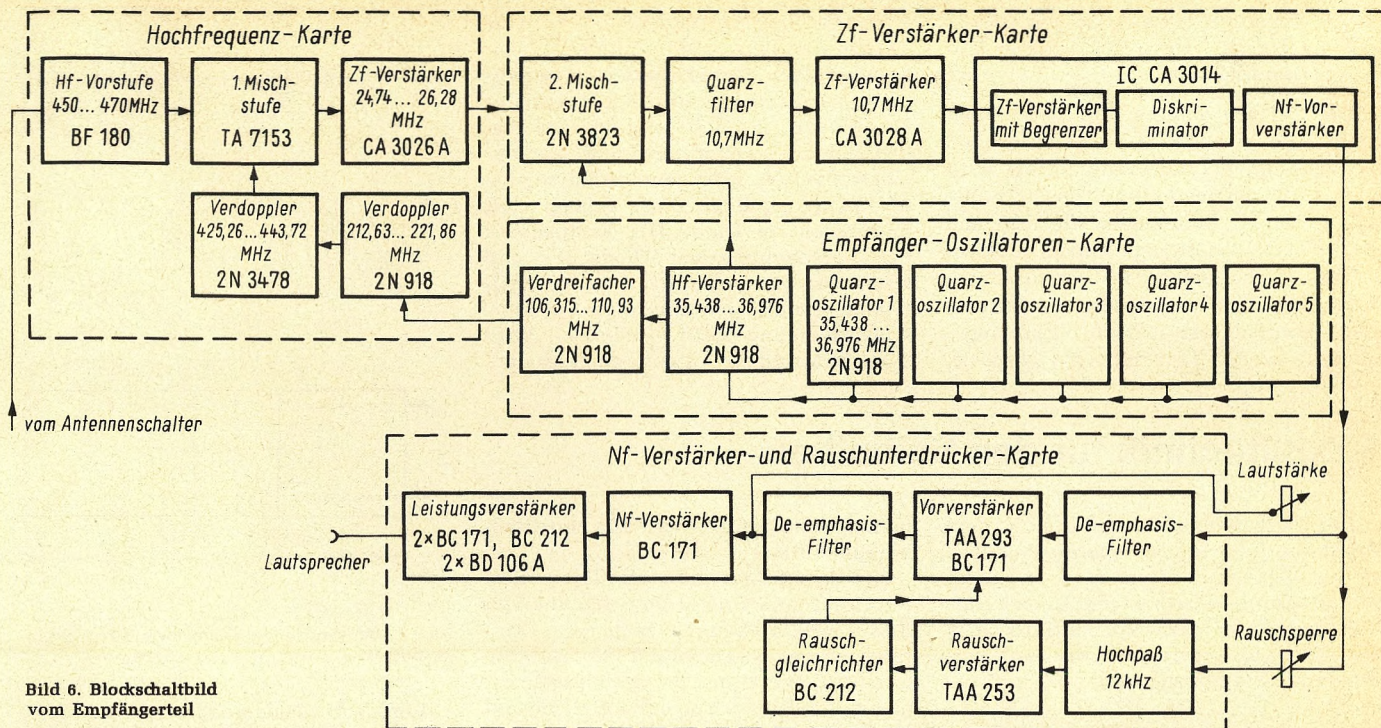 Hochfrequenz-Karte
Hf-Vorstufe
450... 470MHz
BF 180
1.Misch-
stufe
TA 7153
Zf-Verstärker
24,74 ... 26,28
MHz
CA 3026 A
Verdoppler
425,26...443,72
MHz
2N 3478
Verdoppler
212,63... 221,86
MHz
2N 918
vom Antennenschalter
Zf-Verstärker-Karte
2. Misch-
stufe
2N 3823
Quarz-
filter
10,7MHz
Zf-Verstärker
10,7MHz
CA 3028 A
IC CA 3014
Zf-Verstärker
mit Begrenzer
Diskri-
minator
Nf-Vor-
verstärker
Empfänger-Oszillatoren-Karte
Verdreifacher
106,315...110,93
MHz
2N 918
Hf-Verstärker
35,438...36,976
MHz
2N 918
Quarz-
oszillator 1
35,438 ...
36,976 MHz
2N918
Quarz-
oszillator 2
Quarz-
oszillator 3
Quarz-
oszillator 4
Quarz-
oszillator 5
Nf-Verstärker-und Rauschunterdrücker-Karte
Lautstärke
Leistungsverstärker
2×BC 171, BC 212
2× BD 106 A
Nf-Verstärker
BC 171
De-emphasis-
Filter
Vorverstärker
TAA 293
BC 171
De-emphasis-
Filter
Lautsprecher
Rausch-
gleichrichter
BC 212
Rausch-
verstärker
TAA 253
Hochpaß
12 kHz
Rauschsperre
Bild 6. Blockschaltbild
vom Empfängerteil